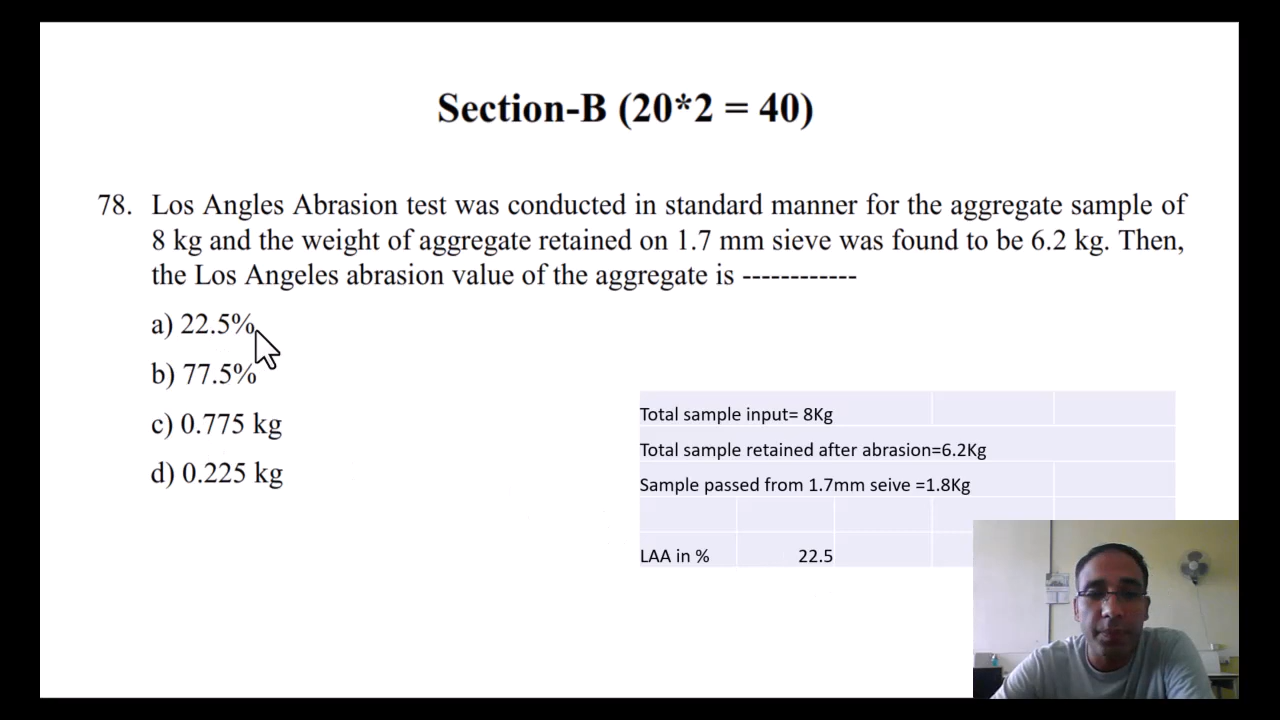 Section-B (20*2 = 40)
78. Los Angles Abrasion test was conducted in standard manner for the aggregate sample of
8 kg and the weight of aggregate retained on 1.7 mm sieve was found to be 6.2 kg. Then,
the Los Angeles abrasion value of the aggregate is ------------
a) 22.5%
b) 77.5%
c) 0.775 kg
d) 0.225 kg
Total sample input= 8Kg
Total sample retained after abrasion=6.2Kg
Sample passed from 1.7mm seive =1.8Kg
LAA in % 22.5